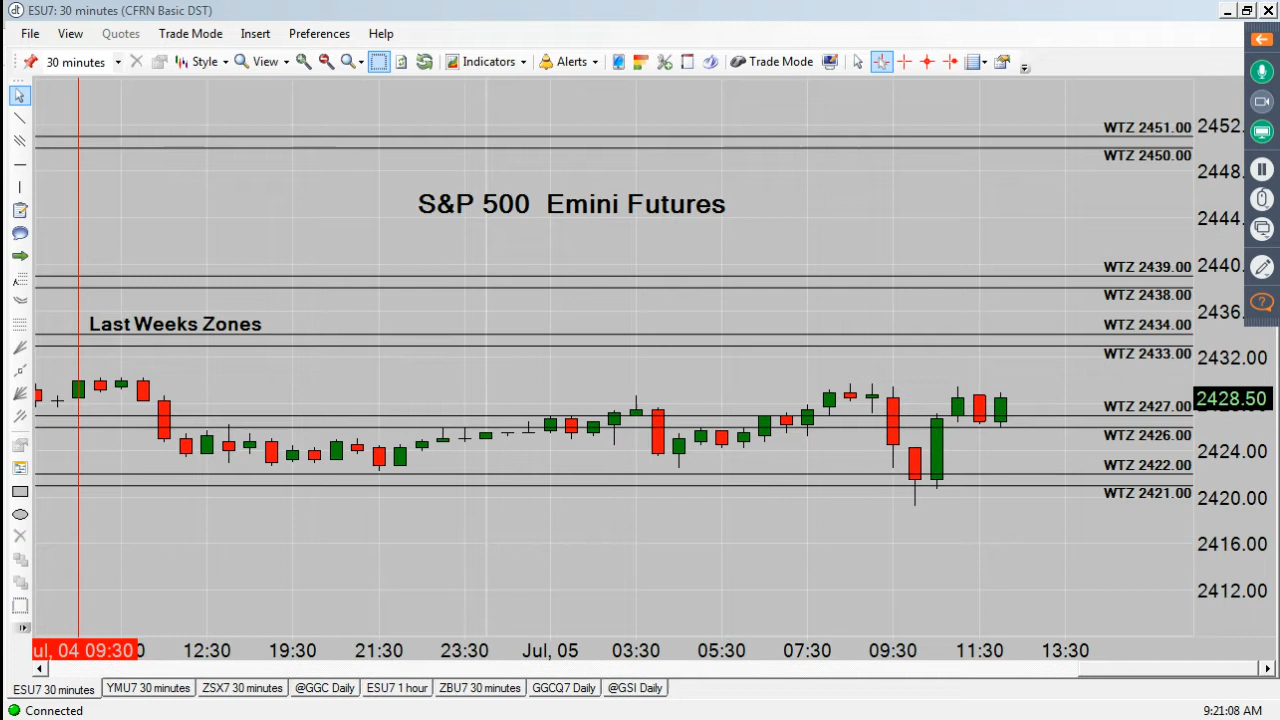 ESU7: 30 minutes (CFRN Basic DST)
File View Quotes Trade Mode Insert Preferences Help
30 minutes Style View Indicators Alerts Trade Mode
WTZ 2451.00
2452.
WTZ 2450.00
2448.
S&P 500 Emini Futures
2444.
WTZ 2439.00
2440.
WTZ 2438.00
2436.
Last Weeks Zones
WTZ 2434.00
WTZ 2433.00
2432.00
2428.50
WTZ 2427.00
WTZ 2426.00
2424.00
WTZ 2422.00
WTZ 2421.00
2420.00
2416.00
2412.00
ul, 04 09:30 0 12:30 19:30 21:30 23:30 Jul, 05 03:30 05:30 07:30 09:30 11:30 13:30
ESU7 30 minutes YMU7 30 minutes ZSX7 30 minutes @GGC Daily ESU7 1 hour ZBU7 30 minutes GGCQ7 Daily @GSI Daily
Connected 9:21:08 AM